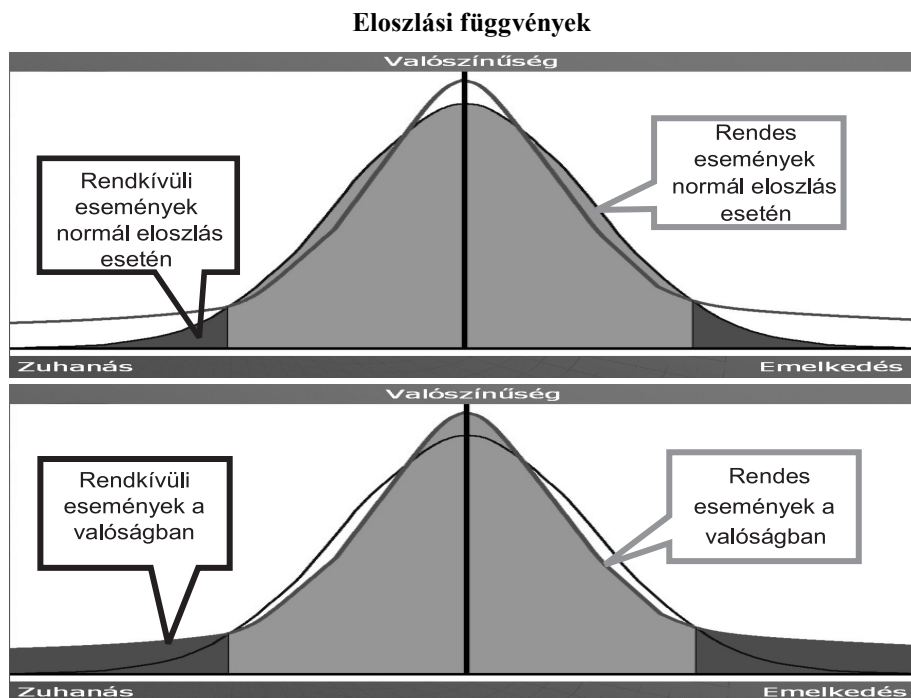 Eloszlási függvények
Valószínűség
Rendkívüli
események
normál eloszlás
esetén
Rendes
események
normál eloszlás
esetén
Zuhanás
Emelkedés
Valószínűség
Rendkívüli
események a
valóságban
Rendes
események a
valóságban
Zuhanás
Emelkedés